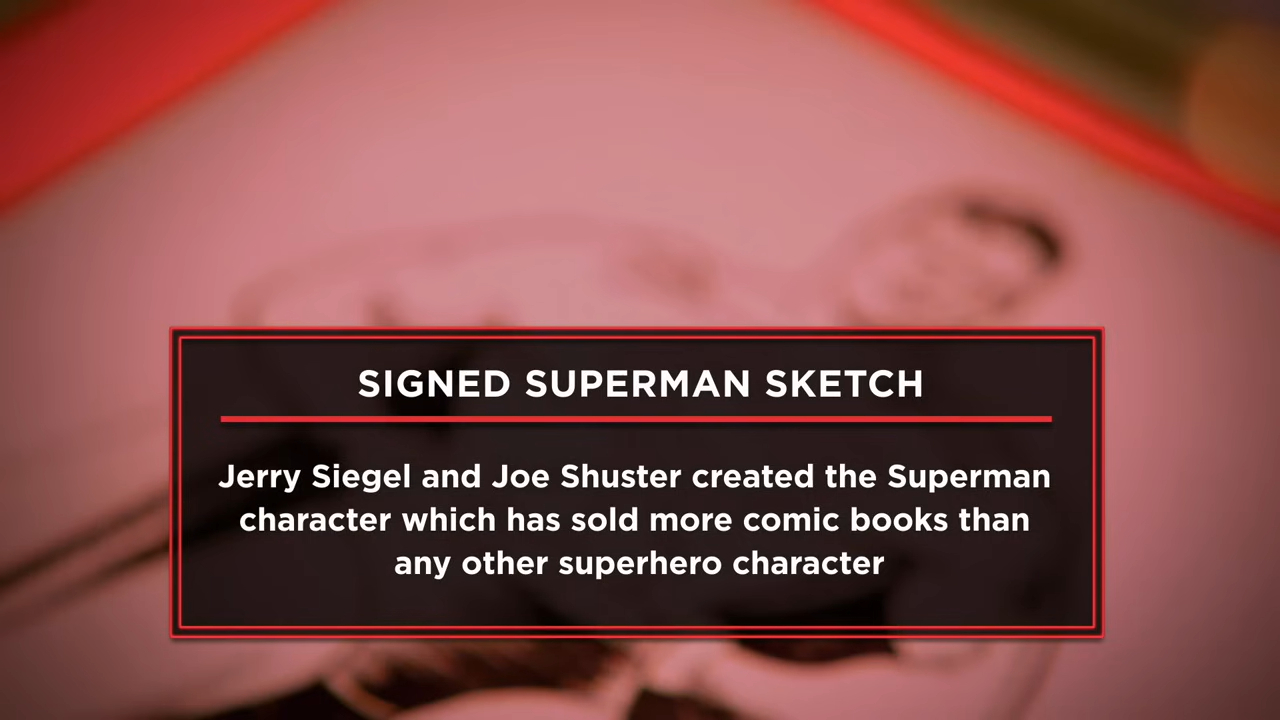 SIGNED SUPERMAN SKETCH
Jerry Siegel and Joe Shuster created the Superman
character which has sold more comic books than
any other superhero character